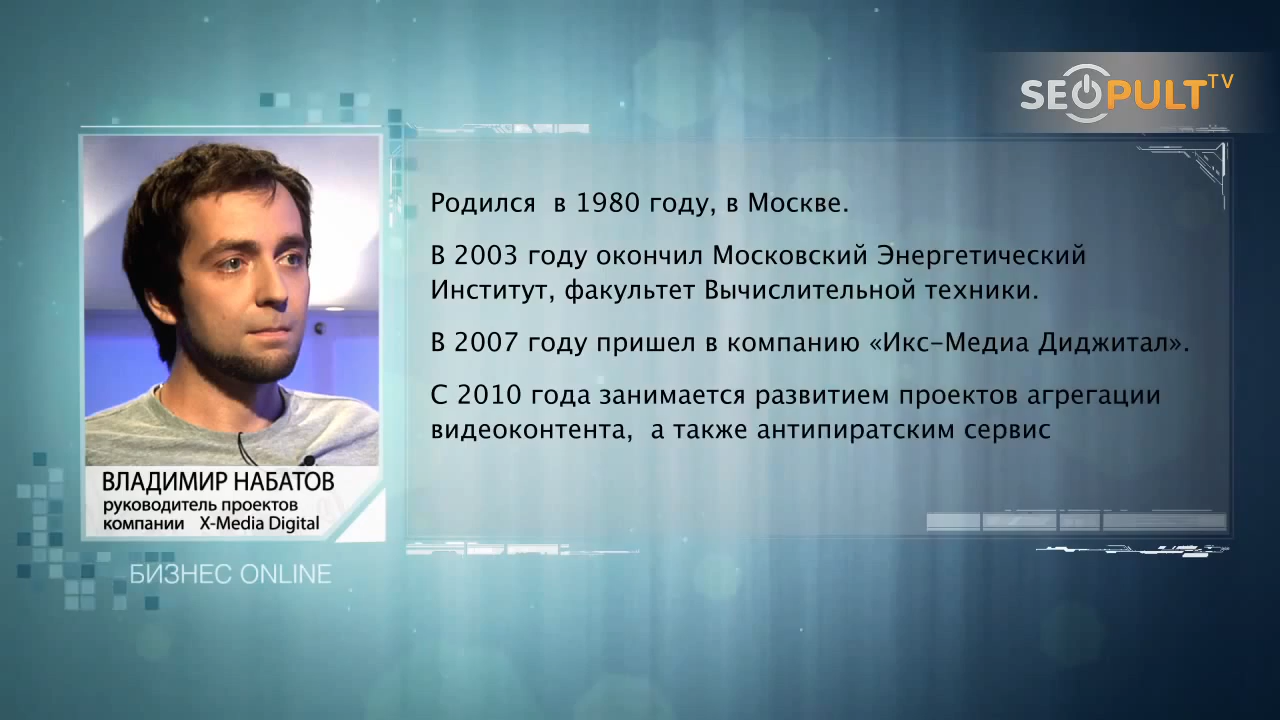 SEOPULT TV
Родился в 1980 году, в Москве.
В 2003 году окончил Московский Энергетический
Институт, факультет Вычислительной техники.
В 2007 году пришел в компанию «Икс-Медиа Диджитал».
С 2010 года занимается развитием проектов агрегации
видеоконтента, а также антипиратским сервис
ВЛАДИМИР НАБАТОВ
руководитель проектов
компании X-Media Digital
БИЗНЕС ONLINE